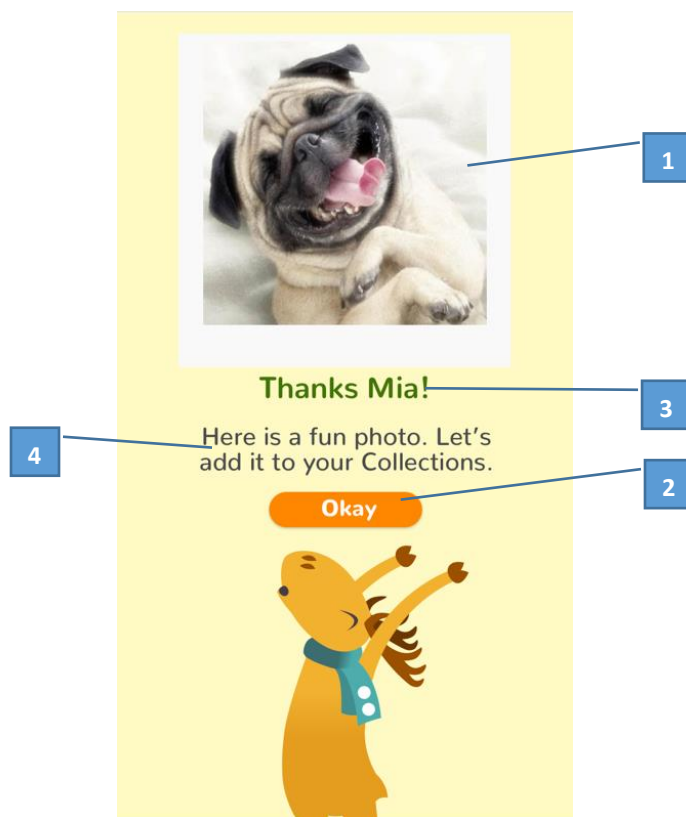 1
Thanks Mia!
3
Here is a fun photo. Let's
add it to your Collections.
4
2
Okay